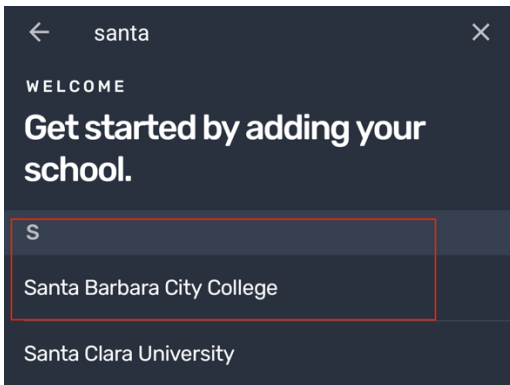 santa
WELCOME
Get started by adding your
school.
S
Santa Barbara City College
Santa Clara University